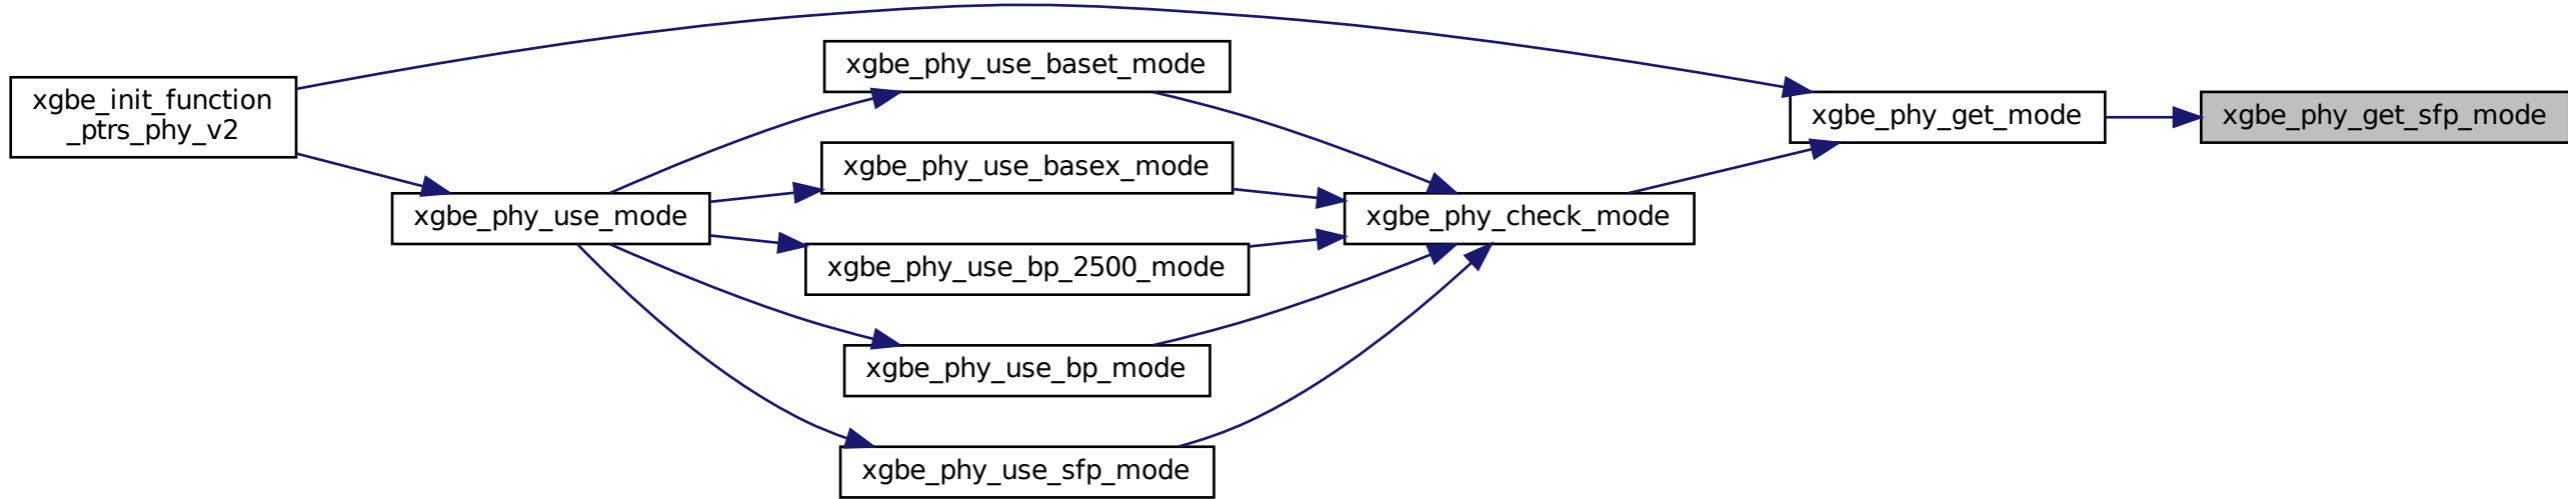 xgbe_init_function
_ptrs_phy_v2
xgbe_phy_use_mode
xgbe_phy_use_baset_mode
xgbe_phy_use_basex_mode
xgbe_phy_use_bp_2500_mode
xgbe_phy_use_bp_mode
xgbe_phy_use_sfp_mode
xgbe_phy_check_mode
xgbe_phy_get_mode
xgbe_phy_get_sfp_mode